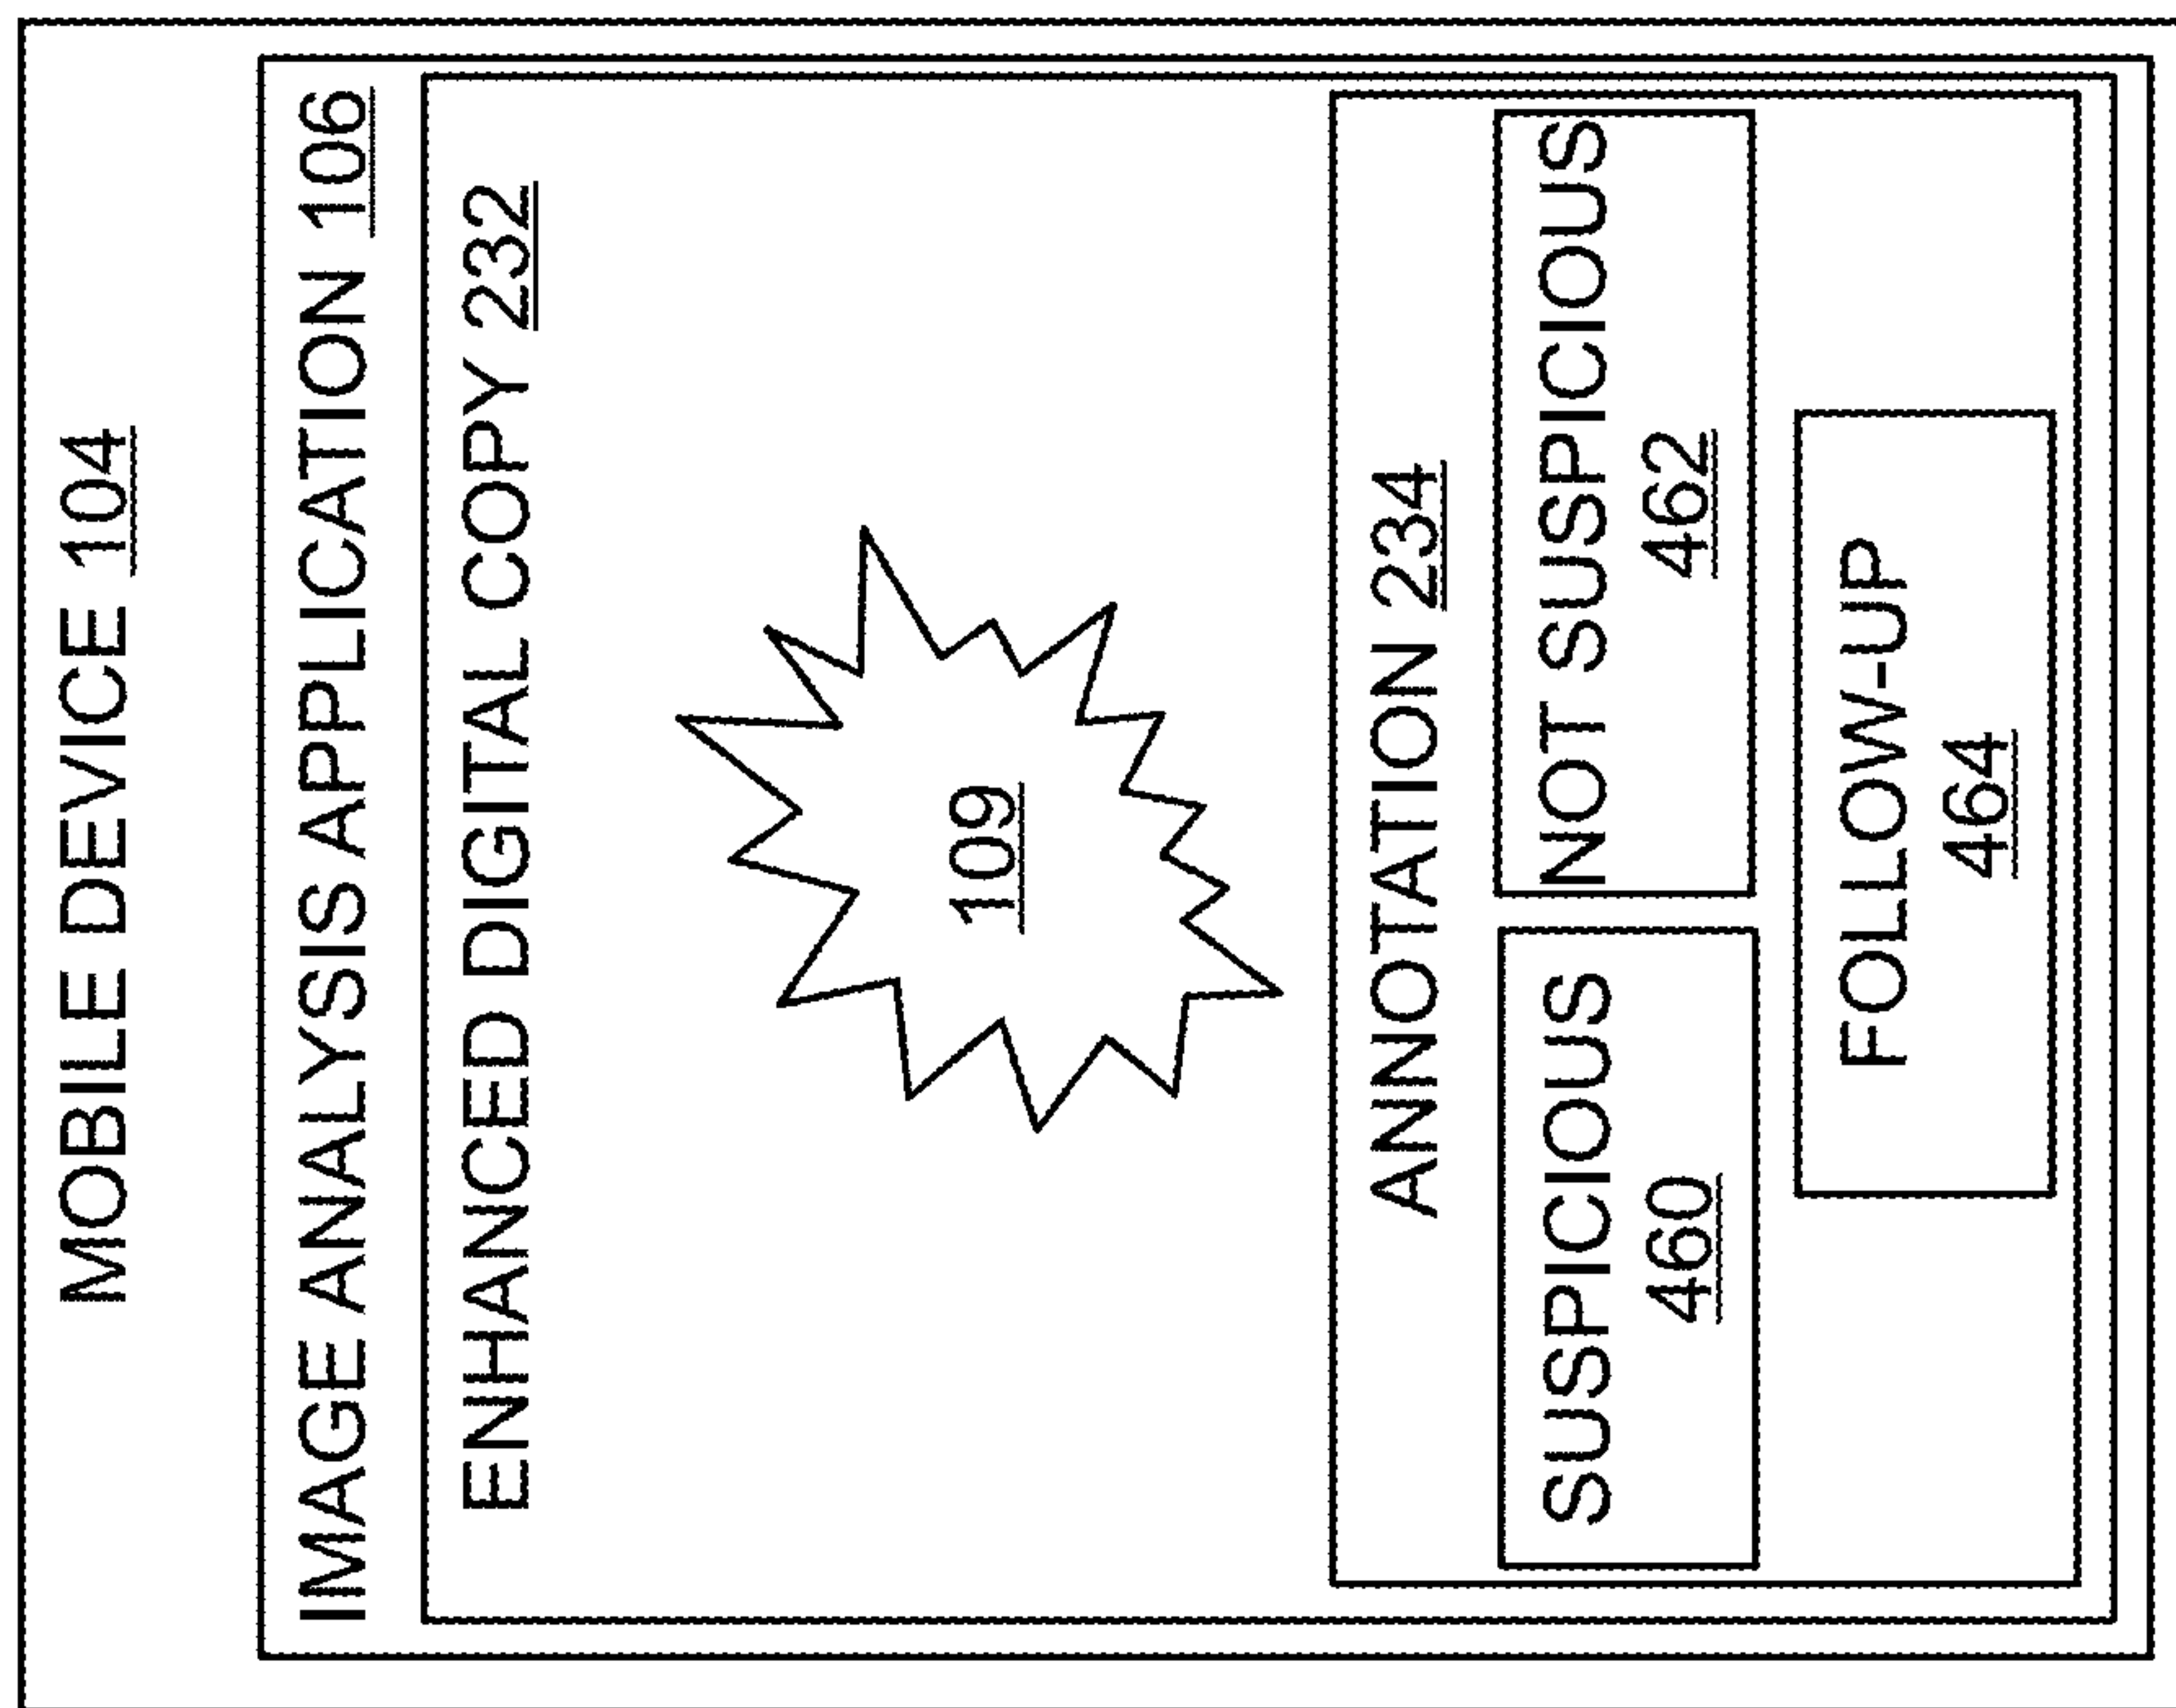 MOBILE DEVICE 104
IMAGE ANALYSIS APPLICATION 106
ENHANCED DIGITAL COPY 232
109
ANNOTATION 234
SUSPICIOUS
460
NOT SUSPICIOUS
462
FOLLOW-UP
464